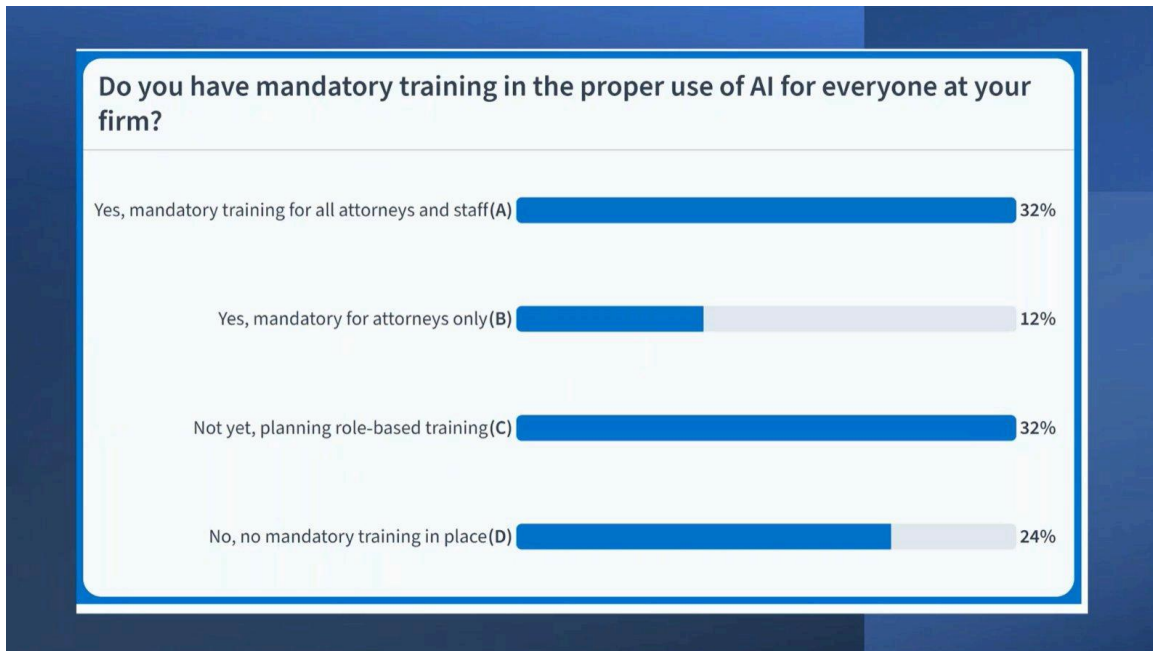 Do you have mandatory training in the proper use of AI for everyone at your
firm?
Yes, mandatory training for all attorneys and staff(A) 32%
Yes, mandatory for attorneys only(B) 12%
Not yet, planning role-based training(C) 32%
No, no mandatory training in place(D) 24%